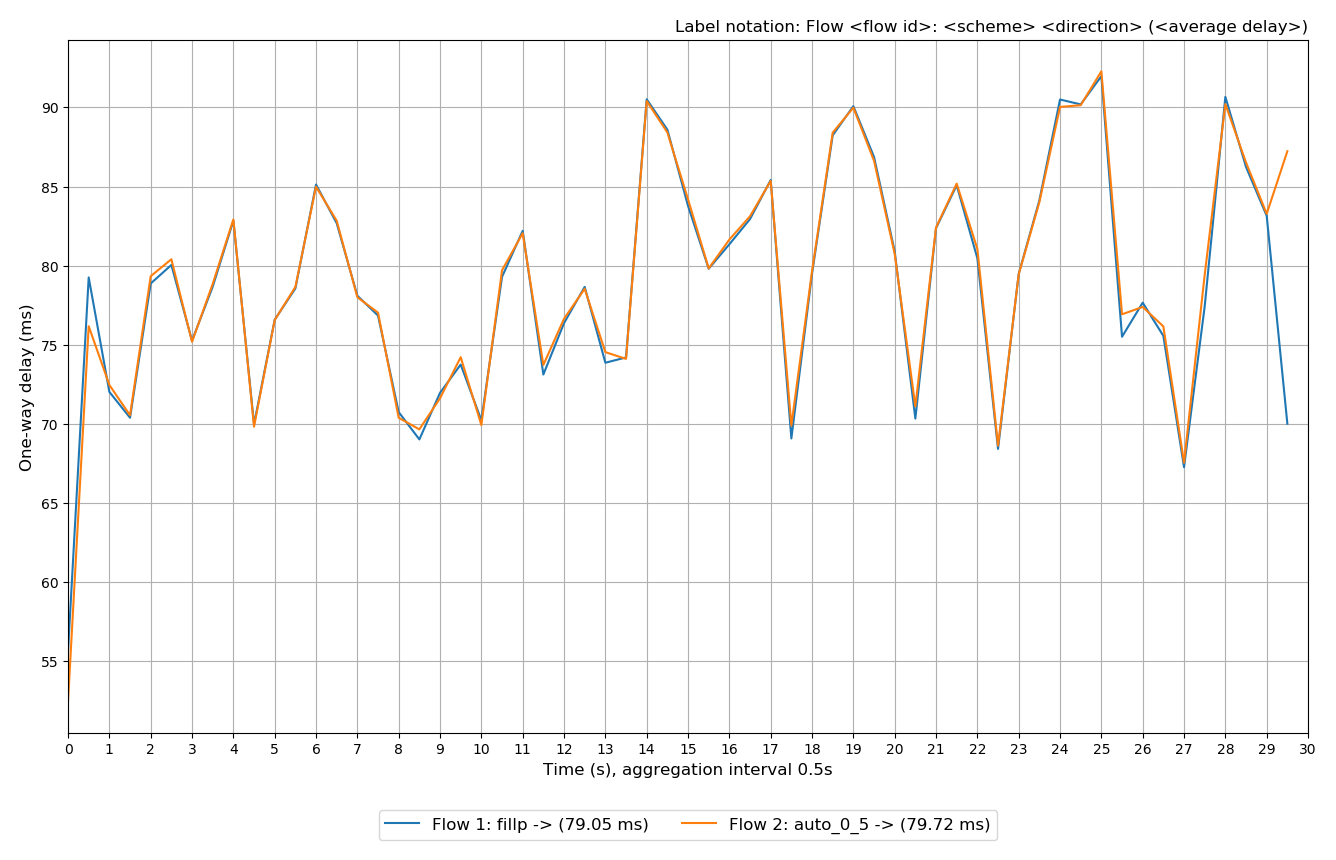 Label notation: Flow <flow id>: <scheme> <direction> (<average delay>)
One-way delay (ms)
90
85
80
75
70
65
60
55
0 1 2 3 4 5 6 7 8 9 10 11 12 13 14 15 16 17 18 19 20 21 22 23 24 25 26 27 28 29 30
Time (s), aggregation interval 0.5s
Flow 1: fillp -> (79.05 ms) Flow 2: auto_0_5 -> (79.72 ms)